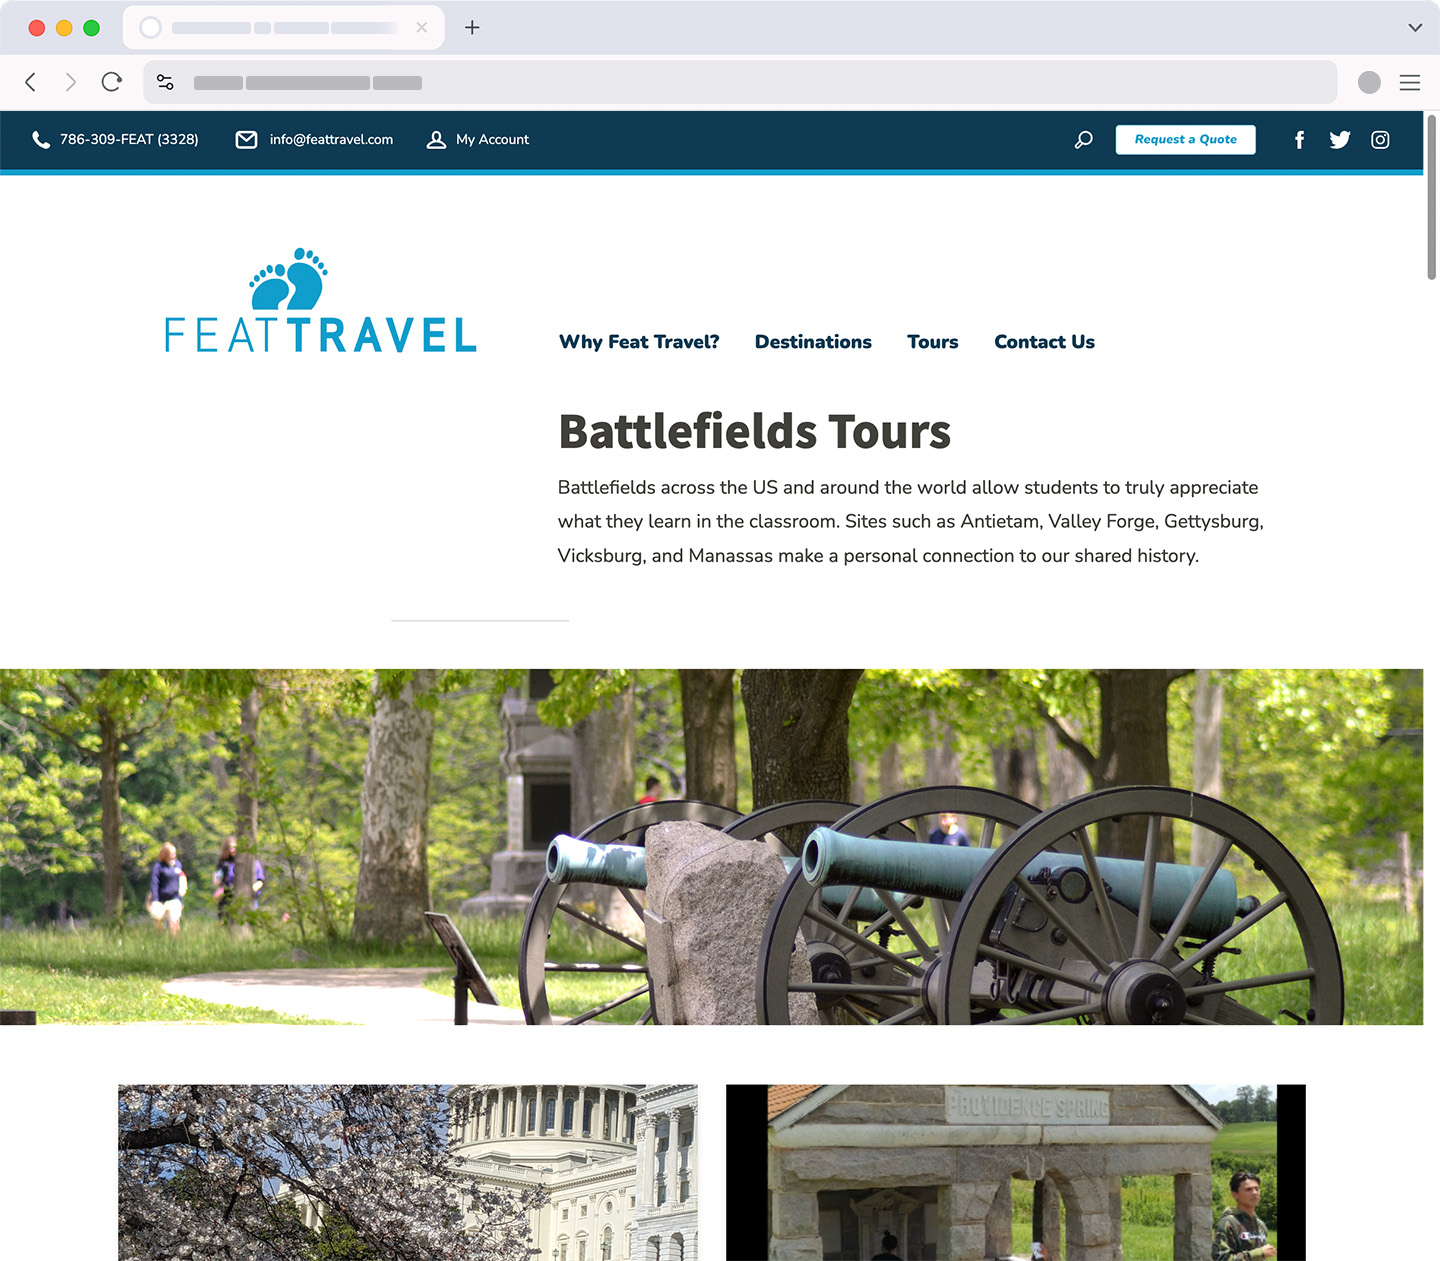 786-309-FEAT (3328)
info@feattravel.com
My Account
Request a Quote
FEATTRAVEL
Why Feat Travel?
Destinations
Tours
Contact Us
Battlefields Tours
Battlefields across the US and around the world allow students to truly appreciate
what they learn in the classroom. Sites such as Antietam, Valley Forge, Gettysburg,
Vicksburg, and Manassas make a personal connection to our shared history.
PROVIDENCE SPRING